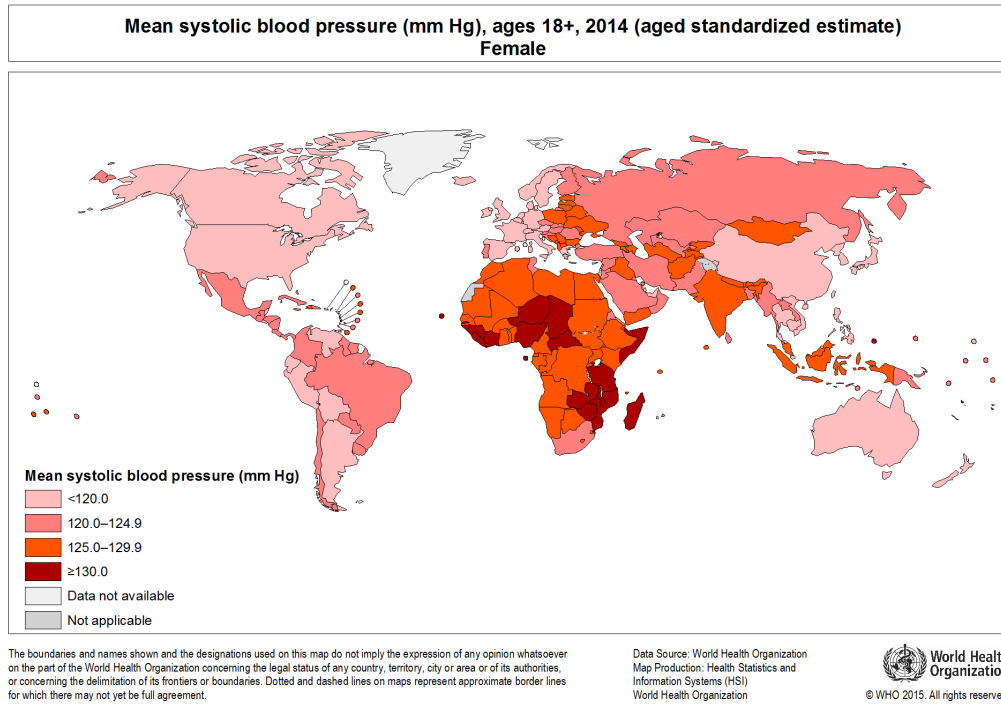 Mean systolic blood pressure (mm Hg), ages 18+, 2014 (aged standardized estimate)
Female
Mean systolic blood pressure (mm Hg)
<120.0
120.0–124.9
125.0–129.9
≥130.0
Data not available
Not applicable
The boundaries and names shown and the designations used on this map do not imply the expression of any opinion whatsoever
on the part of the World Health Organization concerning the legal status of any country, territory, city or area or of its authorities,
or concerning the delimitation of its frontiers or boundaries. Dotted and dashed lines on maps represent approximate border lines
for which there may not yet be full agreement.
Data Source: World Health Organization
Map Production: Health Statistics and
Information Systems (HSI)
World Health Organization
World Healt
Organizatio
© WHO 2015. All rights reserve